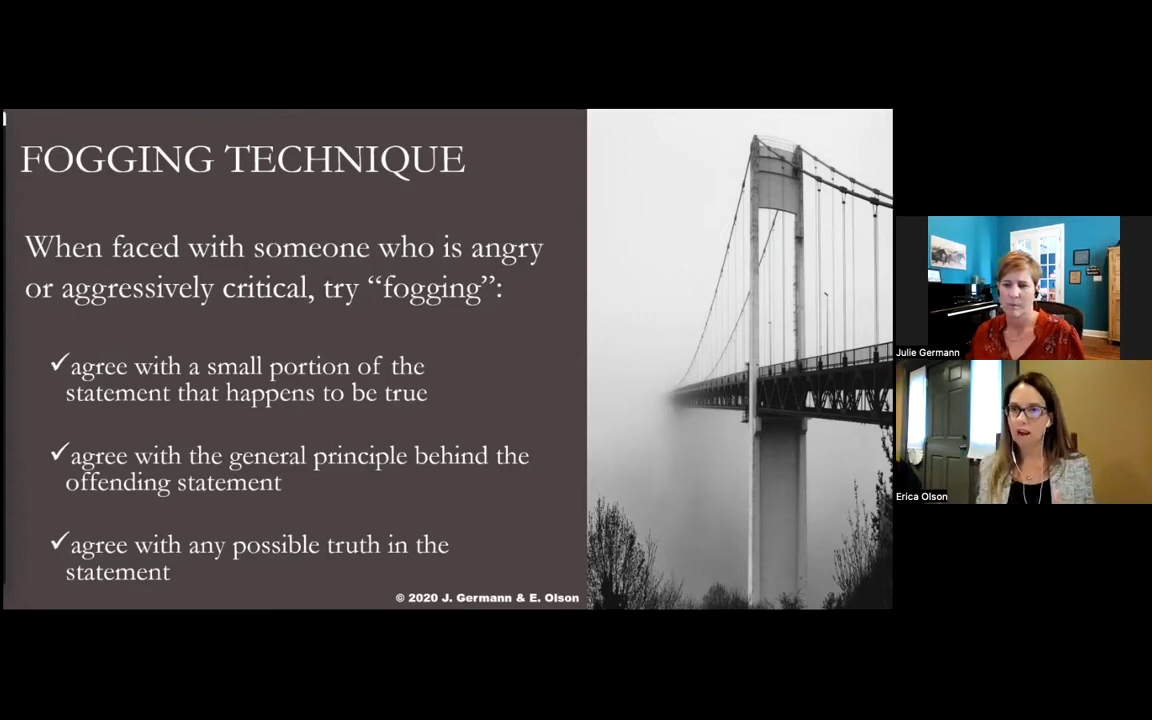 FOGGING TECHNIQUE
When faced with someone who is angry
or aggressively critical, try “fogging”:
✓agree with a small portion of the
statement that happens to be true
✓agree with the general principle behind the
offending statement
✓agree with any possible truth in the
statement
© 2020 J. Germann & E. Olson
Julie Germann
Erica Olson